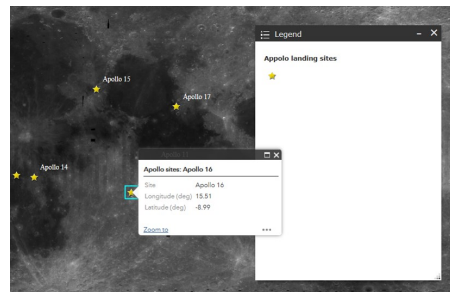 Legend
Appolo landing sites
Apollo 15
Apollo 17
Apollo 14
Apollo sites: Apollo 16
Site Apollo 16
Longitude (deg) 15.51
Latitude (deg) -8.99
Zoom to